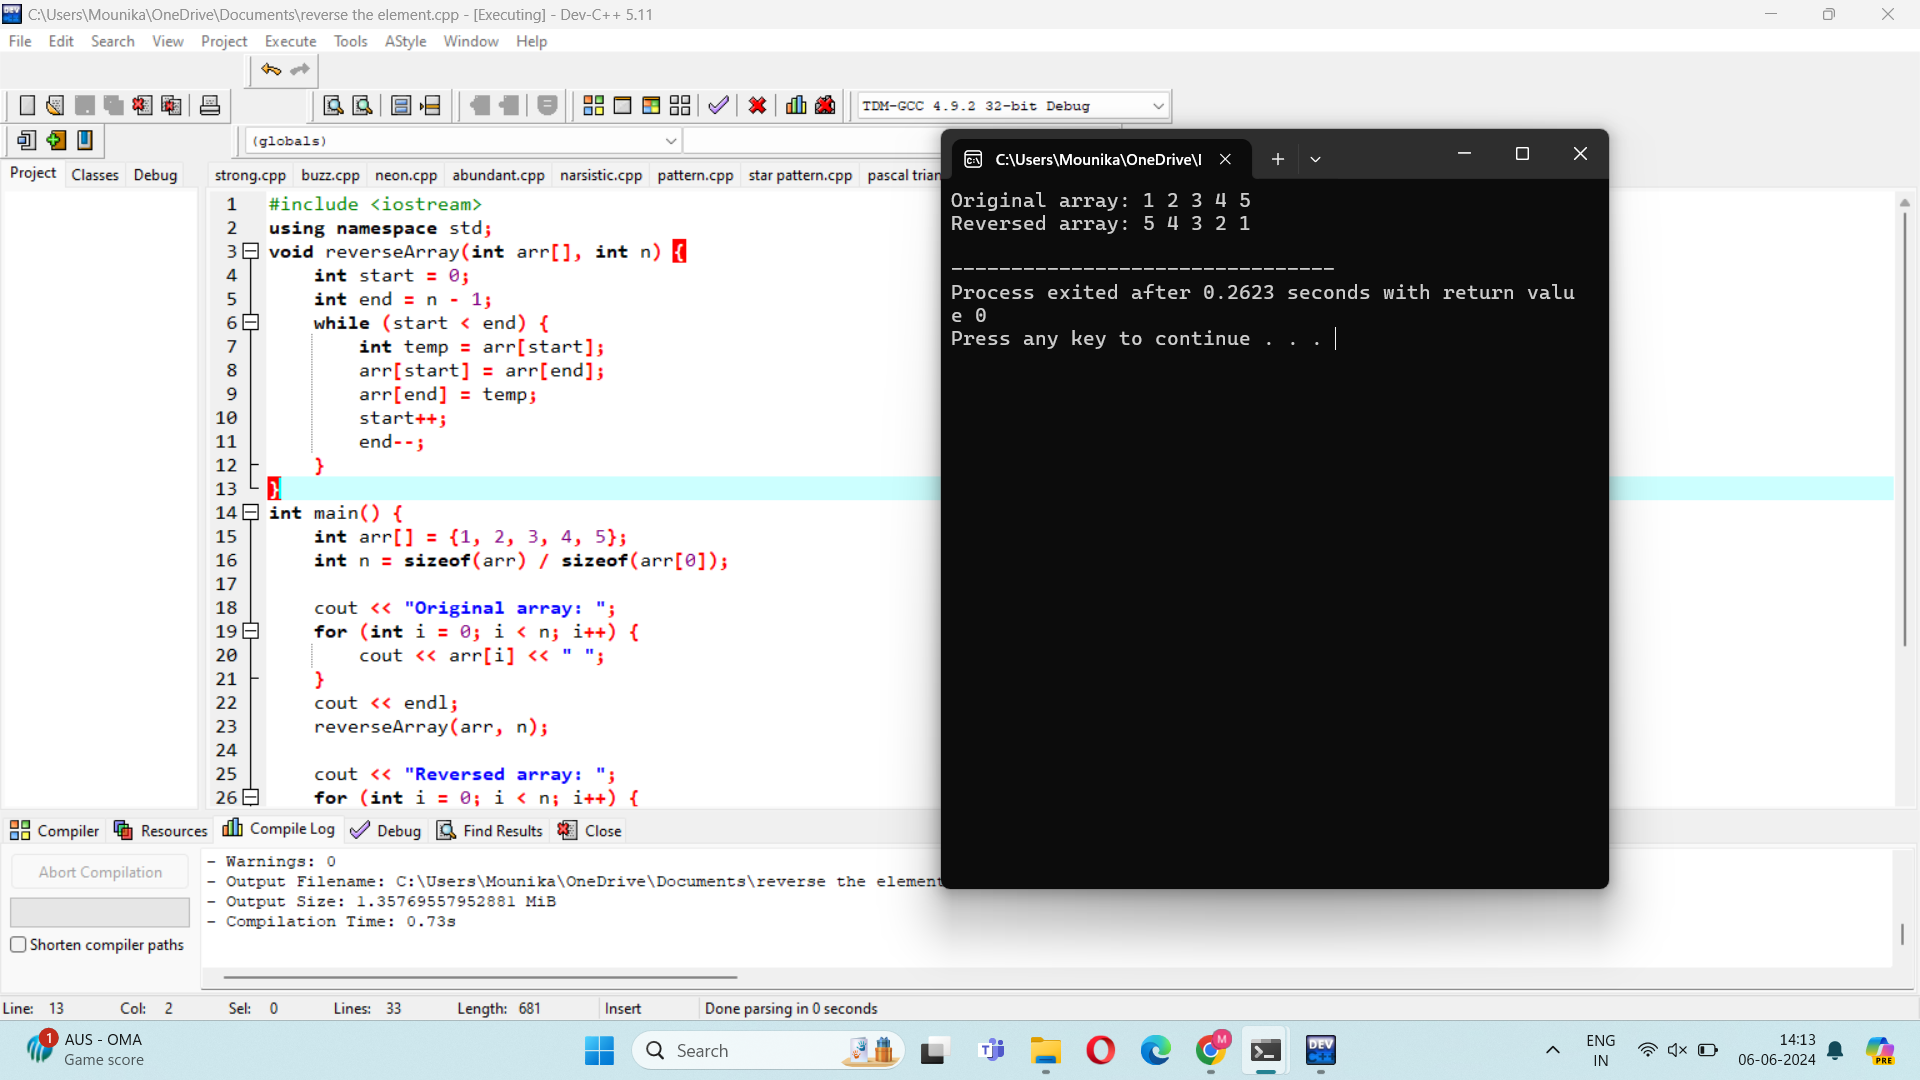 C:\Users\Mounika\OneDrive\Documents\reverse the element.cpp - [Executing] - Dev-C++ 5.11
File Edit Search View Project Execute Tools AStyle Window Help
TDM-GCC 4.9.2 32-bit Debug
(globals)
Project Classes Debug
strong.cpp buzz.cpp neon.cpp abundant.cpp narsistic.cpp pattern.cpp star pattern.cpp pascal trian
1 #include <iostream>
2 using namespace std;
3 void reverseArray(int arr[], int n) {
4 int start = 0;
5 int end = n - 1;
6 while (start < end) {
7 int temp = arr[start];
8 arr[start] = arr[end];
9 arr[end] = temp;
10 start++;
11 end--;
12 }
13 }
14 int main() {
15 int arr[] = {1, 2, 3, 4, 5};
16 int n = sizeof(arr) / sizeof(arr[0]);
17
18 cout << "Original array: ";
19 for (int i = 0; i < n; i++) {
20 cout << arr[i] << " ";
21 }
22 cout << endl;
23 reverseArray(arr, n);
24
25 cout << "Reversed array: ";
26 for (int i = 0; i < n; i++) {
C:\Users\Mounika\OneDrive\I
Original array: 1 2 3 4 5
Reversed array: 5 4 3 2 1
--------------------------------
Process exited after 0.2623 seconds with return valu
e 0
Press any key to continue . . .
Compiler Resources Compile Log Debug Find Results Close
Abort Compilation
Shorten compiler paths
- Warnings: 0
- Output Filename: C:\Users\Mounika\OneDrive\Documents\reverse the element
- Output Size: 1.35769557952881 MiB
- Compilation Time: 0.73s
Line: 13 Col: 2 Sel: 0 Lines: 33 Length: 681 Insert Done parsing in 0 seconds
1
AUS - OMA
Game score
Search
M
DEV
C++
ENG
IN
14:13
06-06-2024
PRE